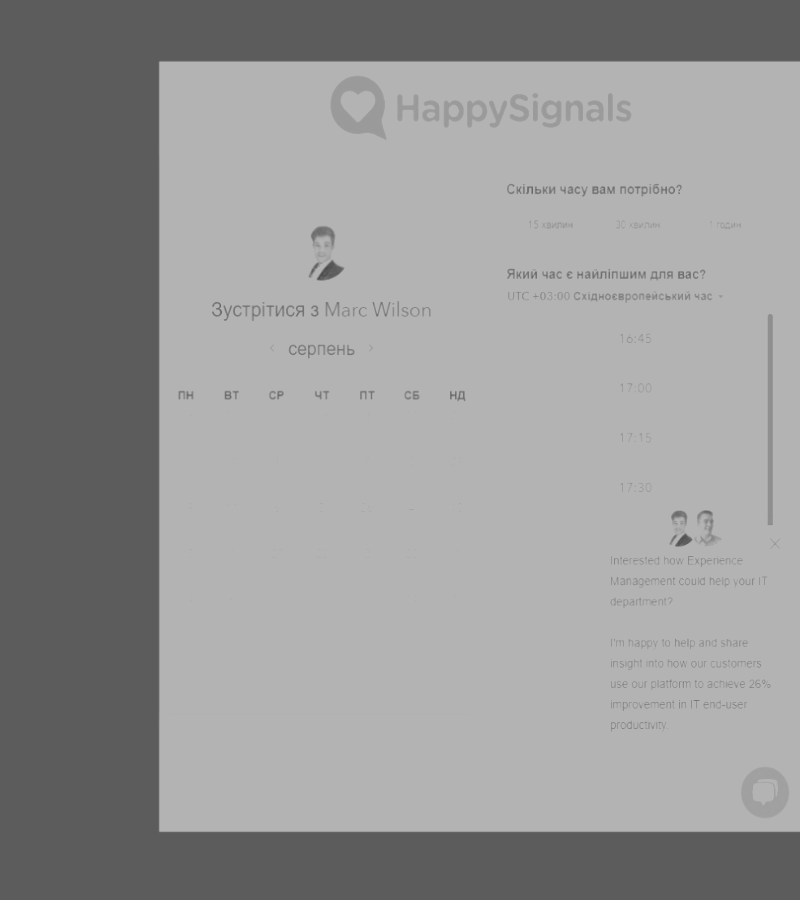 HappySignals
Зустрітися з Marc Wilson
серпень
ПН ВТ СР ЧТ ПТ СБ НД
Скільки часу вам потрібно?
15 хвилин 30 хвилин 1 годин
Який час є найліпшим для вас?
UTC +03:00 Східноєвропейський час
16:45
17:00
17:15
17:30
Interested how Experience
Management could help your IT
department?
I'm happy to help and share
insight into how our customers
use our platform to achieve 26%
improvement in IT end-user
productivity.